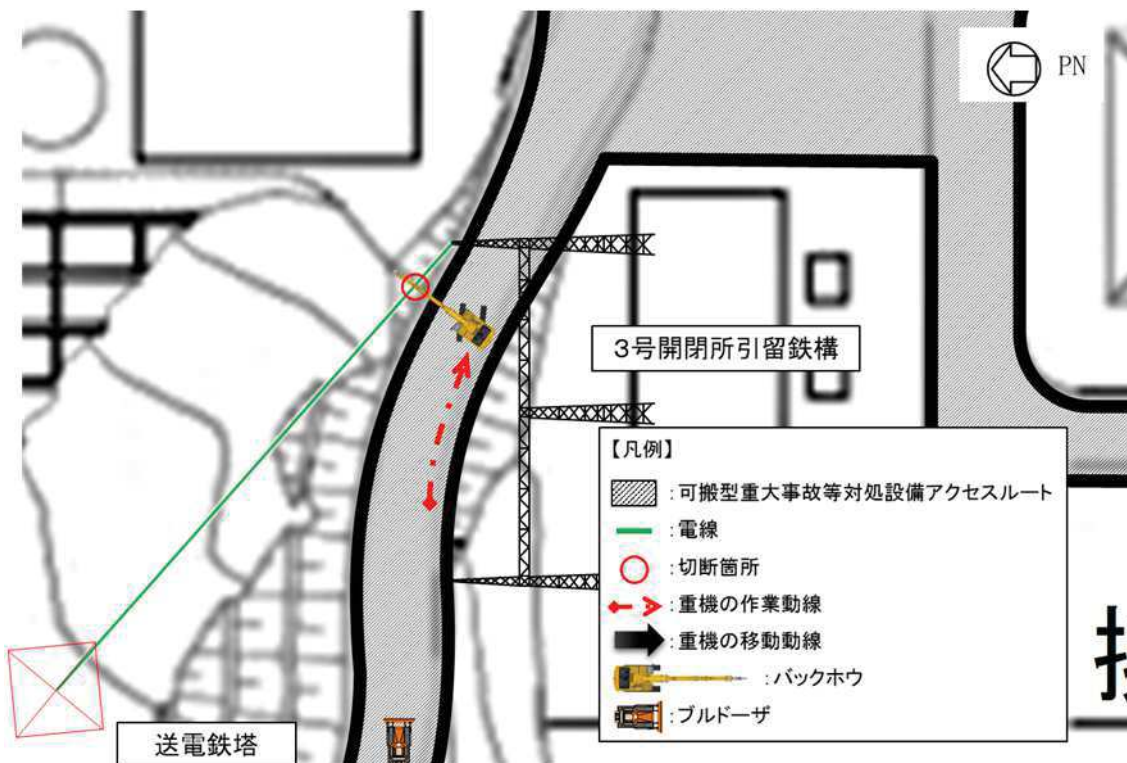 PN
3号開閉所引留鉄構
【凡例】
:可搬型重大事故等対処設備アクセスルート
:電線
:切断箇所
:重機の作業動線
:重機の移動動線
:バックホウ
:ブルドーザ
送電鉄塔